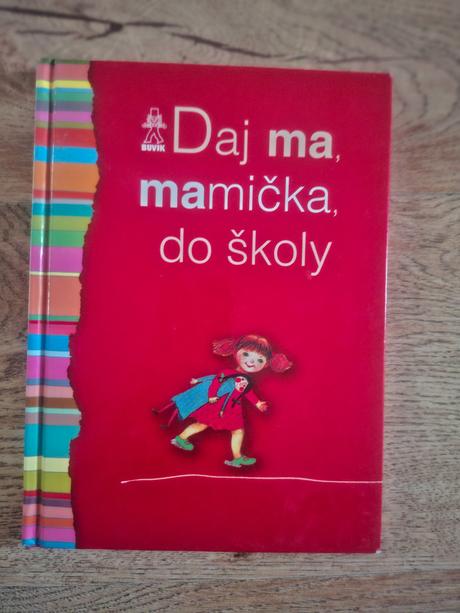 BUVIK
Daj ma,
mamička,
do školy